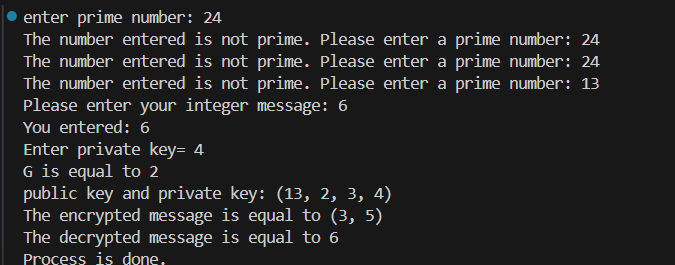 enter prime number: 24
The number entered is not prime. Please enter a prime number: 24
The number entered is not prime. Please enter a prime number: 24
The number entered is not prime. Please enter a prime number: 13
Please enter your integer message: 6
You entered: 6
Enter private key= 4
G is equal to 2
public key and private key: (13, 2, 3, 4)
The encrypted message is equal to (3, 5)
The decrypted message is equal to 6
Process is done.